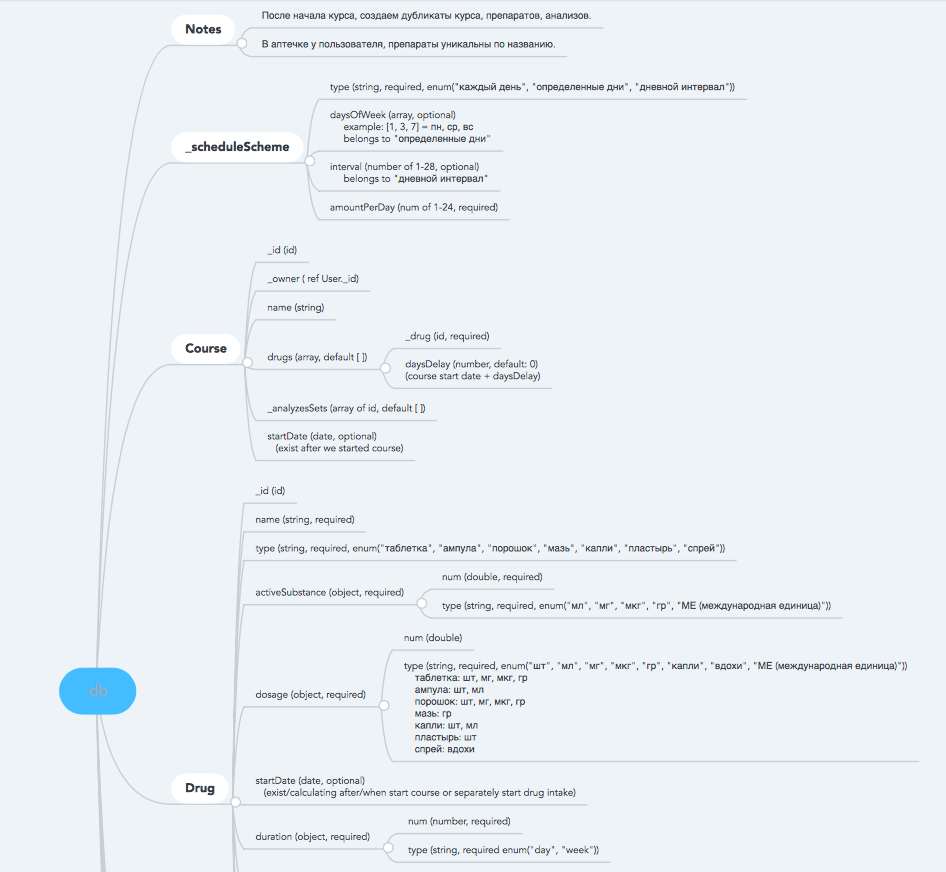 Notes
После начала курса, создаем дубликаты курса, препаратов, анализов.
В аптечке у пользователя, препараты уникальны по названию.
_scheduleScheme
type (string, required, enum("каждый день", "определенные дни", "дневной интервал"))
daysOfWeek (array, optional)
example: [1, 3, 7] = пн, ср, вс
belongs to "определенные дни"
interval (number of 1-28, optional)
belongs to "дневной интервал"
amountPerDay (num of 1-24, required)
Course
_id (id)
_owner ( ref User._id)
name (string)
drugs (array, default [ ])
_drug (id, required)
daysDelay (number, default: 0)
(course start date + daysDelay)
_analyzesSets (array of id, default [ ])
startDate (date, optional)
(exist after we started course)
db
Drug
_id (id)
name (string, required)
type (string, required, enum("таблетка", "ампула", "порошок", "мазь", "капли", "пластырь", "спрей"))
activeSubstance (object, required)
num (double, required)
type (string, required, enum("мл", "мг", "мкг", "гр", "МЕ (международная единица)"))
dosage (object, required)
num (double)
type (string, required, enum("шт", "мл", "мг", "мкг", "гр", "капли", "вдохи", "МЕ (международная единица)"))
таблетка: шт, мг, мкг, гр
ампула: шт, мл
порошок: шт, мг, мкг, гр
мазь: гр
капли: шт, мл
пластырь: шт
спрей: вдохи
startDate (date, optional)
(exist/calculating after/when start course or separately start drug intake)
duration (object, required)
num (number, required)
type (string, required enum("day", "week"))